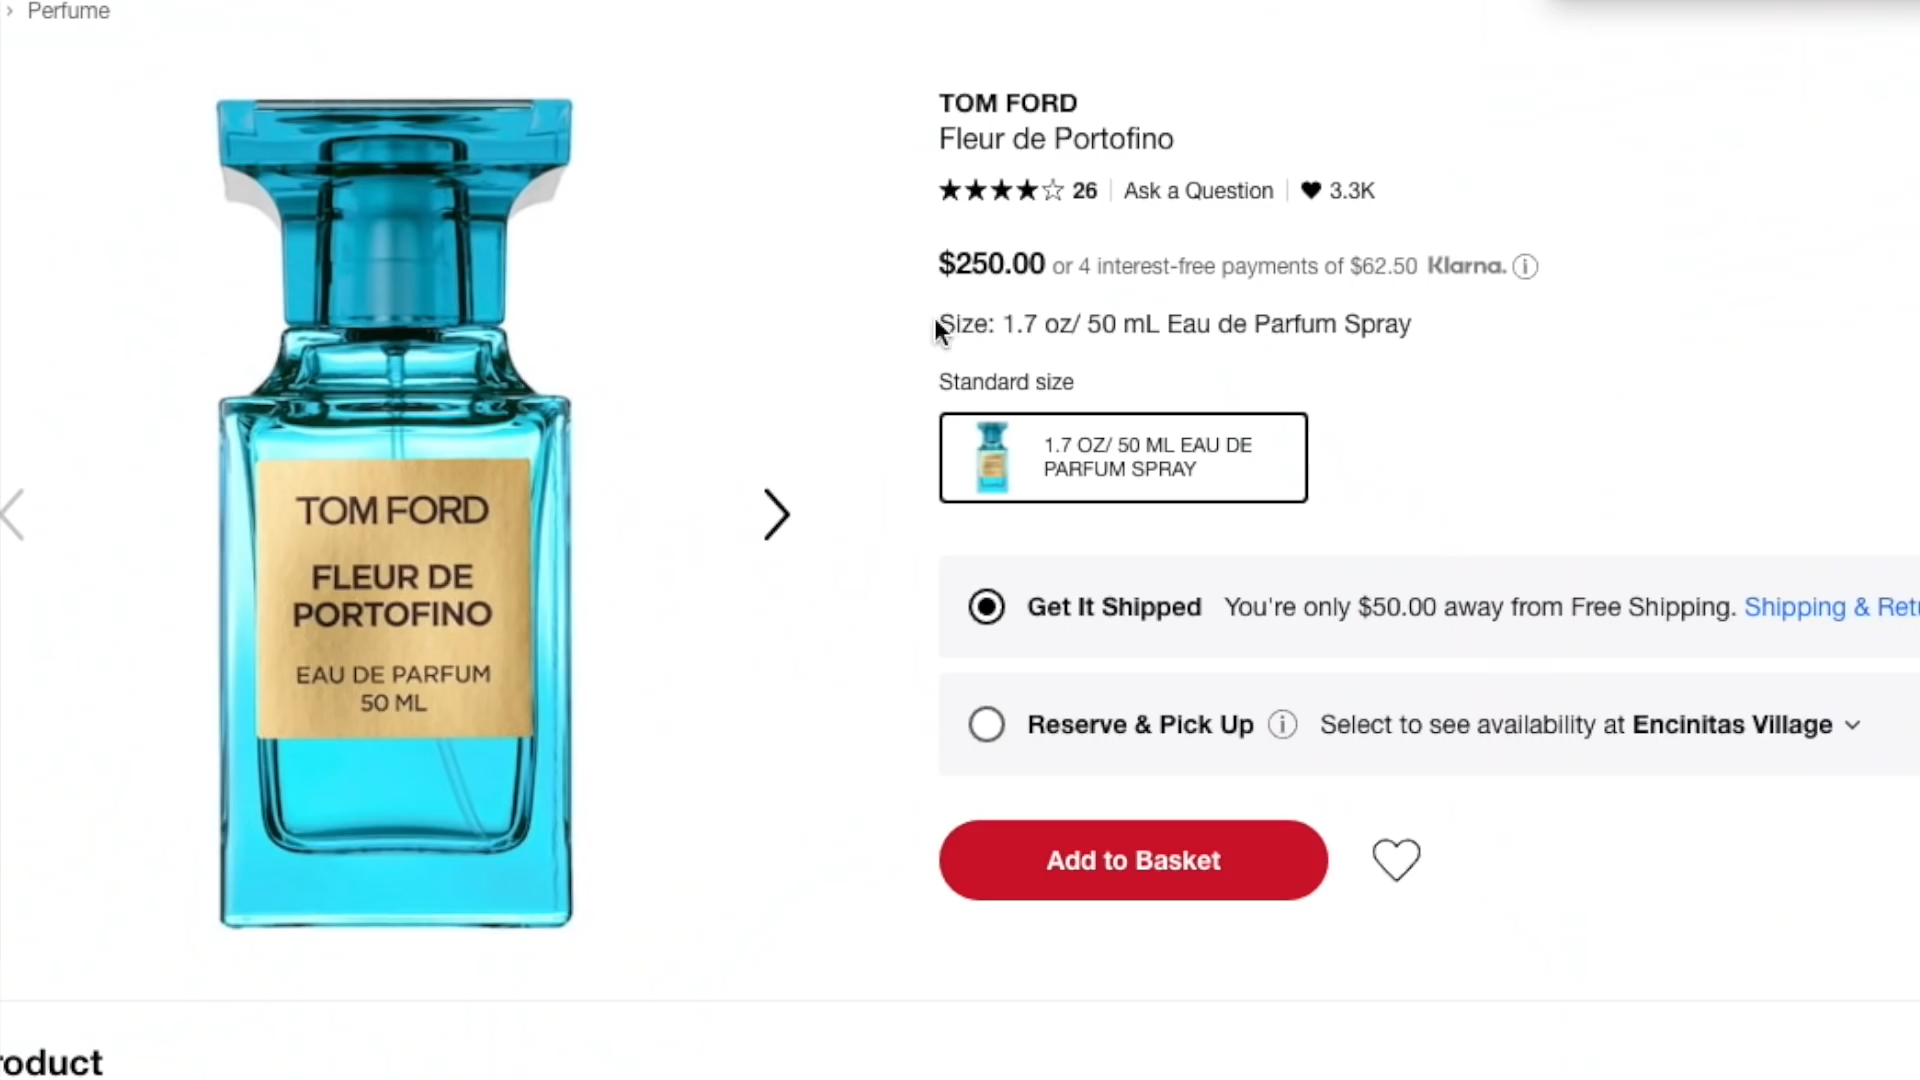 Perfume
TOM FORD
Fleur de Portofino
26 Ask a Question 3.3K
$250.00 or 4 interest-free payments of $62.50 Klarna.
Size: 1.7 oz/ 50 mL Eau de Parfum Spray
Standard size
1.7 OZ/ 50 ML EAU DE
PARFUM SPRAY
TOM FORD
FLEUR DE
PORTOFINO
EAU DE PARFUM
50 ML
Get It Shipped You're only $50.00 away from Free Shipping. Shipping & Retu
Reserve & Pick Up Select to see availability at Encinitas Village
Add to Basket
roduct